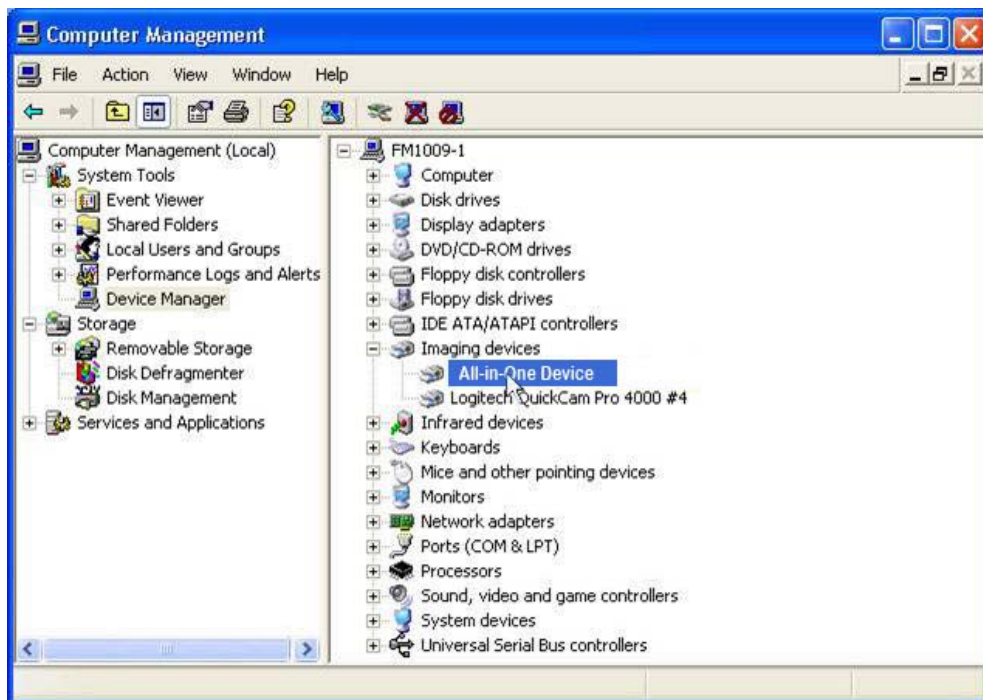 Computer Management
File Action View Window Help
Computer Management (Local)
System Tools
Event Viewer
Shared Folders
Local Users and Groups
Performance Logs and Alerts
Device Manager
Storage
Removable Storage
Disk Defragmenter
Disk Management
Services and Applications
FM1009-1
Computer
Disk drives
Display adapters
DVD/CD-ROM drives
Floppy disk controllers
Floppy disk drives
IDE ATA/ATAPI controllers
Imaging devices
All-in-One Device
Logitech QuickCam Pro 4000 #4
Infrared devices
Keyboards
Mice and other pointing devices
Monitors
Network adapters
Ports (COM & LPT)
Processors
Sound, video and game controllers
System devices
Universal Serial Bus controllers